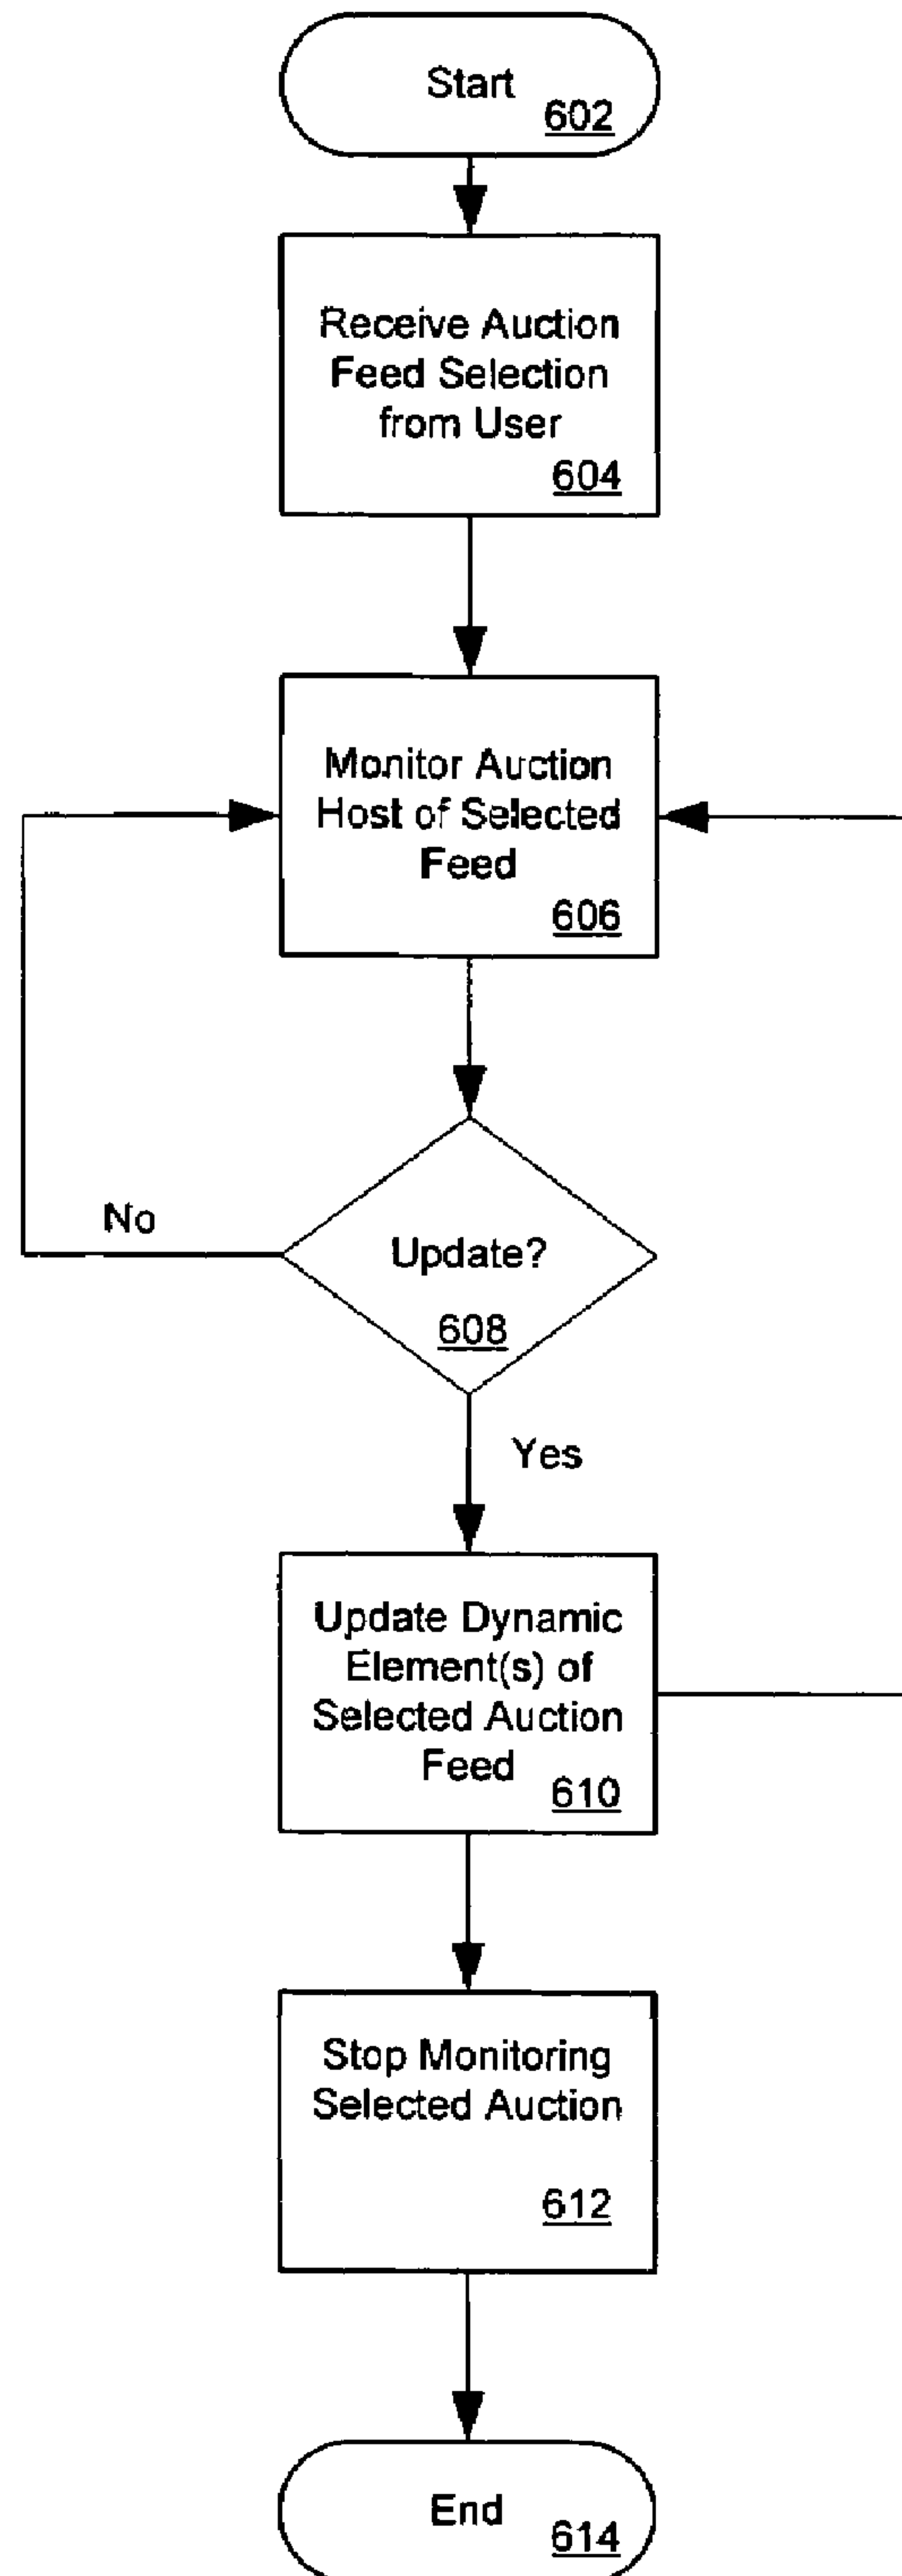 Start
602
Receive Auction
Feed Selection
from User
604
Monitor Auction
Host of Selected
Feed
606
No
Update?
608
Yes
Update Dynamic
Element(s) of
Selected Auction
Feed
610
Stop Monitoring
Selected Auction
612
End
614